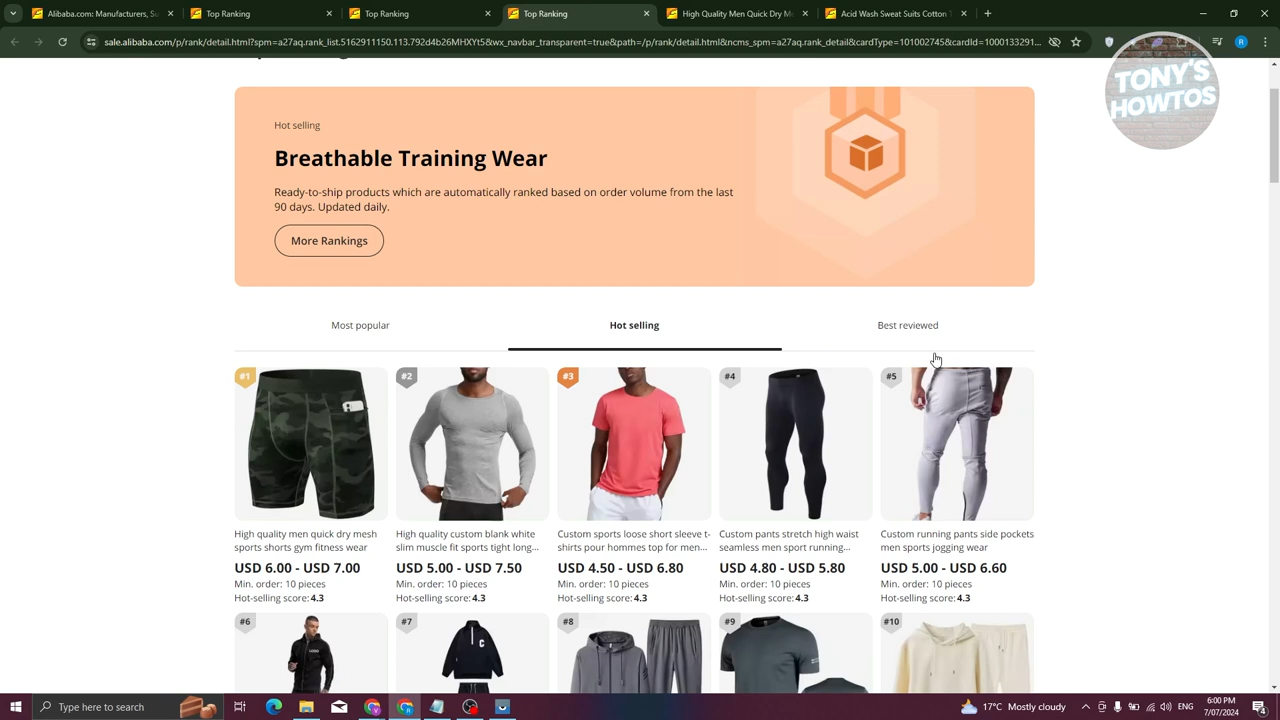 Alibaba.com: Manufacturers, Su
Top Ranking
Top Ranking
Top Ranking
High Quality Men Quick Dry Me
Acid Wash Sweat Suits Cotton T
sale.alibaba.com/p/rank/detail.html?spm=a27aq.rank_list.5162911150.113.792d4b26MHXYt5&wx_navbar_transparent=true&path=/p/rank/detail.html&ncms_spm=a27aq.rank_detail&cardType=101002745&cardId=1000133291...
R
TONY'S
HOWTOS
Hot selling
Breathable Training Wear
Ready-to-ship products which are automatically ranked based on order volume from the last
90 days. Updated daily.
More Rankings
Most popular
Hot selling
Best reviewed
#1
#2
#3
#4
#5
High quality men quick dry mesh
sports shorts gym fitness wear
USD 6.00 - USD 7.00
Min. order: 10 pieces
Hot-selling score: 4.3
High quality custom blank white
slim muscle fit sports tight long...
USD 5.00 - USD 7.50
Min. order: 10 pieces
Hot-selling score: 4.3
Custom sports loose short sleeve t-
shirts pour hommes top for men...
USD 4.50 - USD 6.80
Min. order: 10 pieces
Hot-selling score: 4.3
Custom pants stretch high waist
seamless men sport running...
USD 4.80 - USD 5.80
Min. order: 10 pieces
Hot-selling score: 4.3
Custom running pants side pockets
men sports jogging wear
USD 5.00 - USD 6.60
Min. order: 10 pieces
Hot-selling score: 4.3
#6
#7
#8
#9
#10
LOGO
C
Type here to search
17°C Mostly cloudy
ENG
6:00 PM
7/07/2024